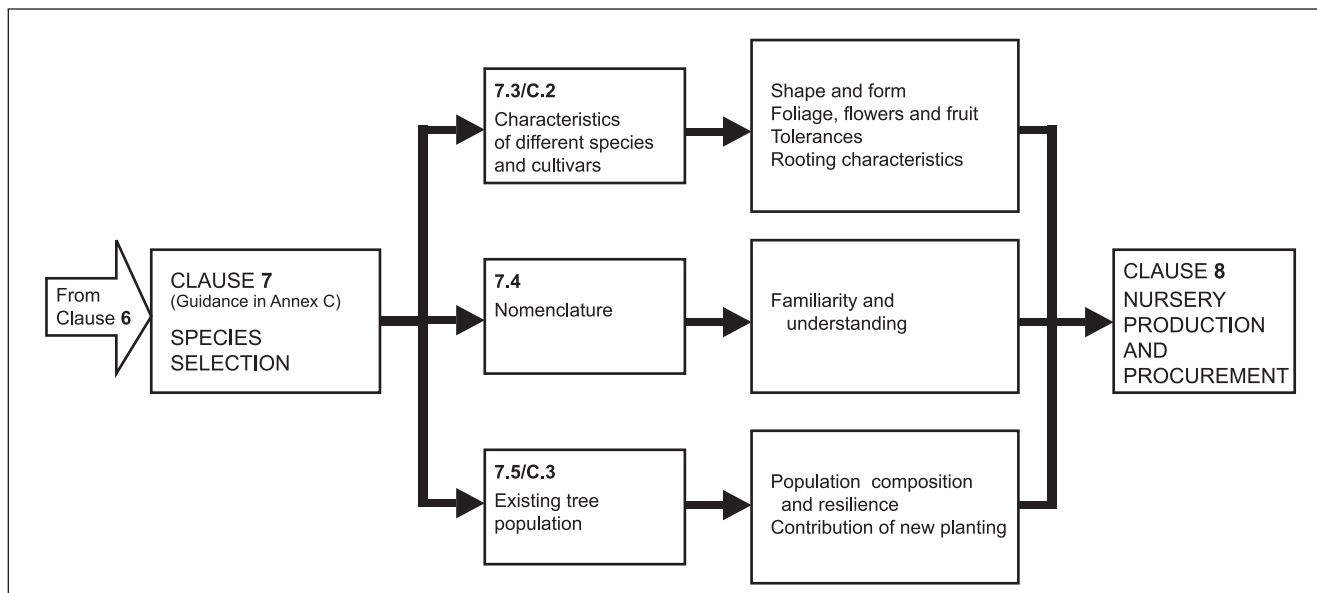 From
Clause 6
CLAUSE 7
(Guidance in Annex C)
SPECIES
SELECTION
7.3/C.2
Characteristics
of different species
and cultivars
Shape and form
Foliage, flowers and fruit
Tolerances
Rooting characteristics
7.4
Nomenclature
Familiarity and
understanding
7.5/C.3
Existing tree
population
Population composition
and resilience
Contribution of new planting
CLAUSE 8
NURSERY
PRODUCTION
AND
PROCUREMENT